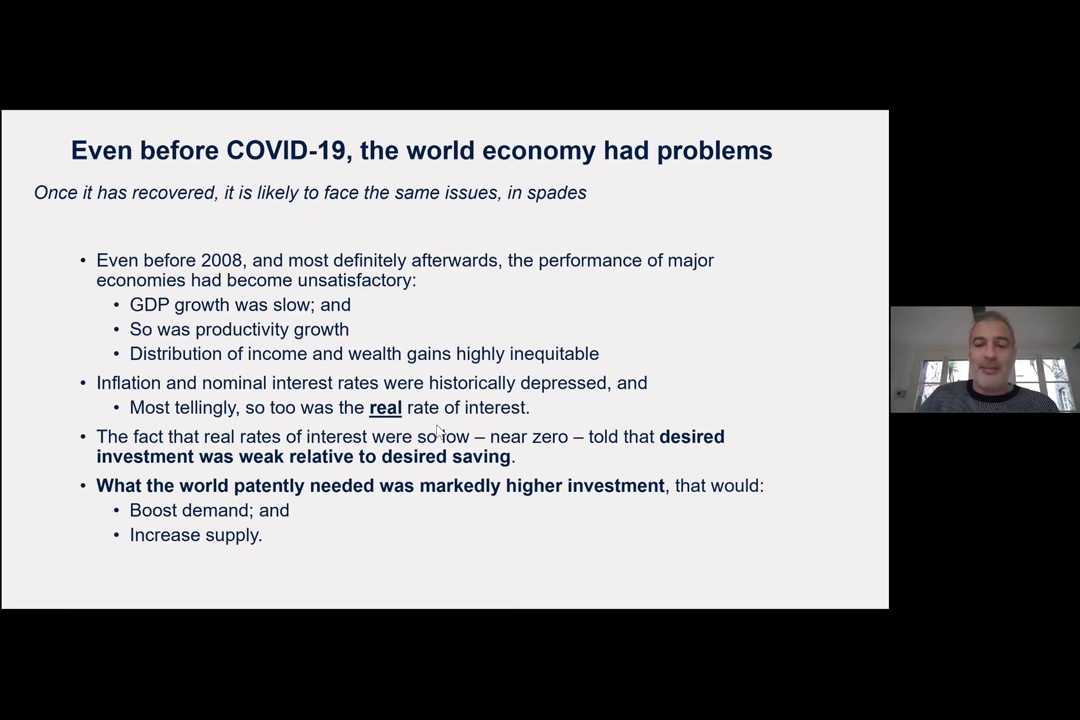 Even before COVID-19, the world economy had problems
Once it has recovered, it is likely to face the same issues, in spades
• Even before 2008, and most definitely afterwards, the performance of major
economies had become unsatisfactory:
• GDP growth was slow; and
• So was productivity growth
• Distribution of income and wealth gains highly inequitable
• Inflation and nominal interest rates were historically depressed, and
• Most tellingly, so too was the real rate of interest.
• The fact that real rates of interest were so low – near zero – told that desired
investment was weak relative to desired saving.
• What the world patently needed was markedly higher investment, that would:
• Boost demand; and
• Increase supply.